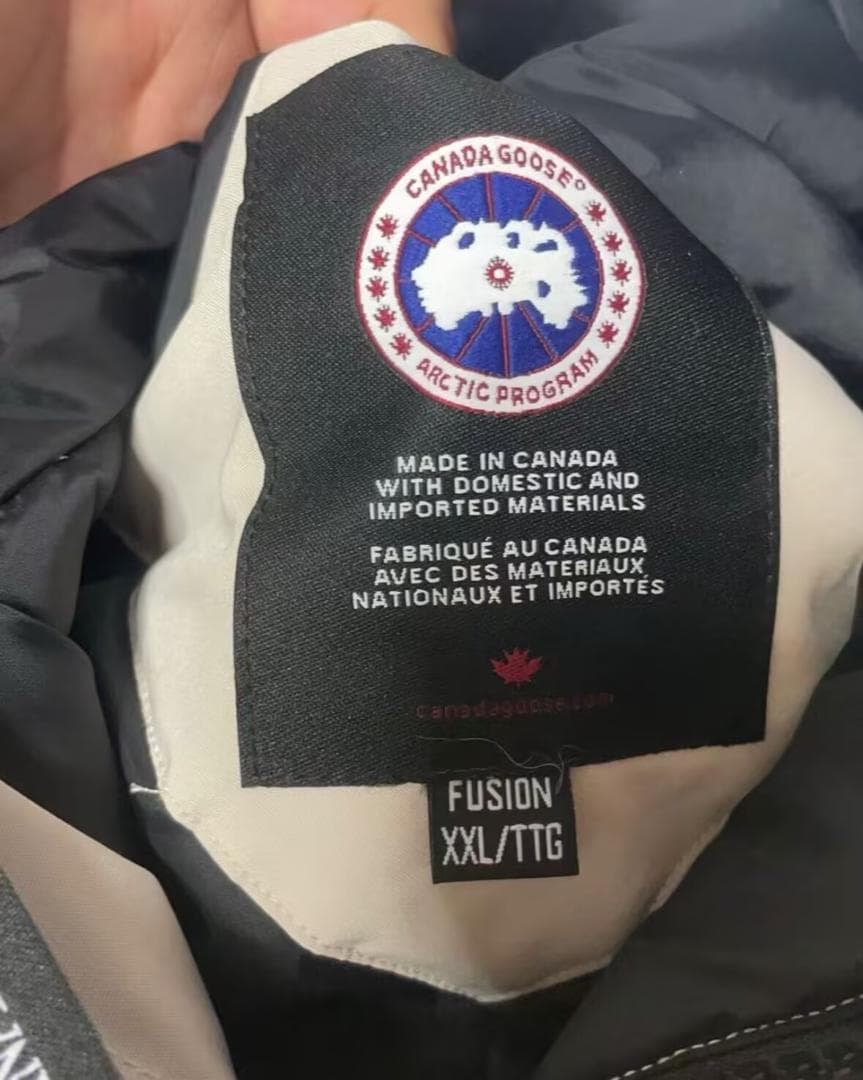 CANADA GOOSE®
ARCTIC PROGRAM
MADE IN CANADA
WITH DOMESTIC AND
IMPORTED MATERIALS
FABRIQUÉ AU CANADA
AVEC DES MATERIAUX
NATIONAUX ET IMPORTÉS
canadagoose.com
FUSION
XXL/TTG